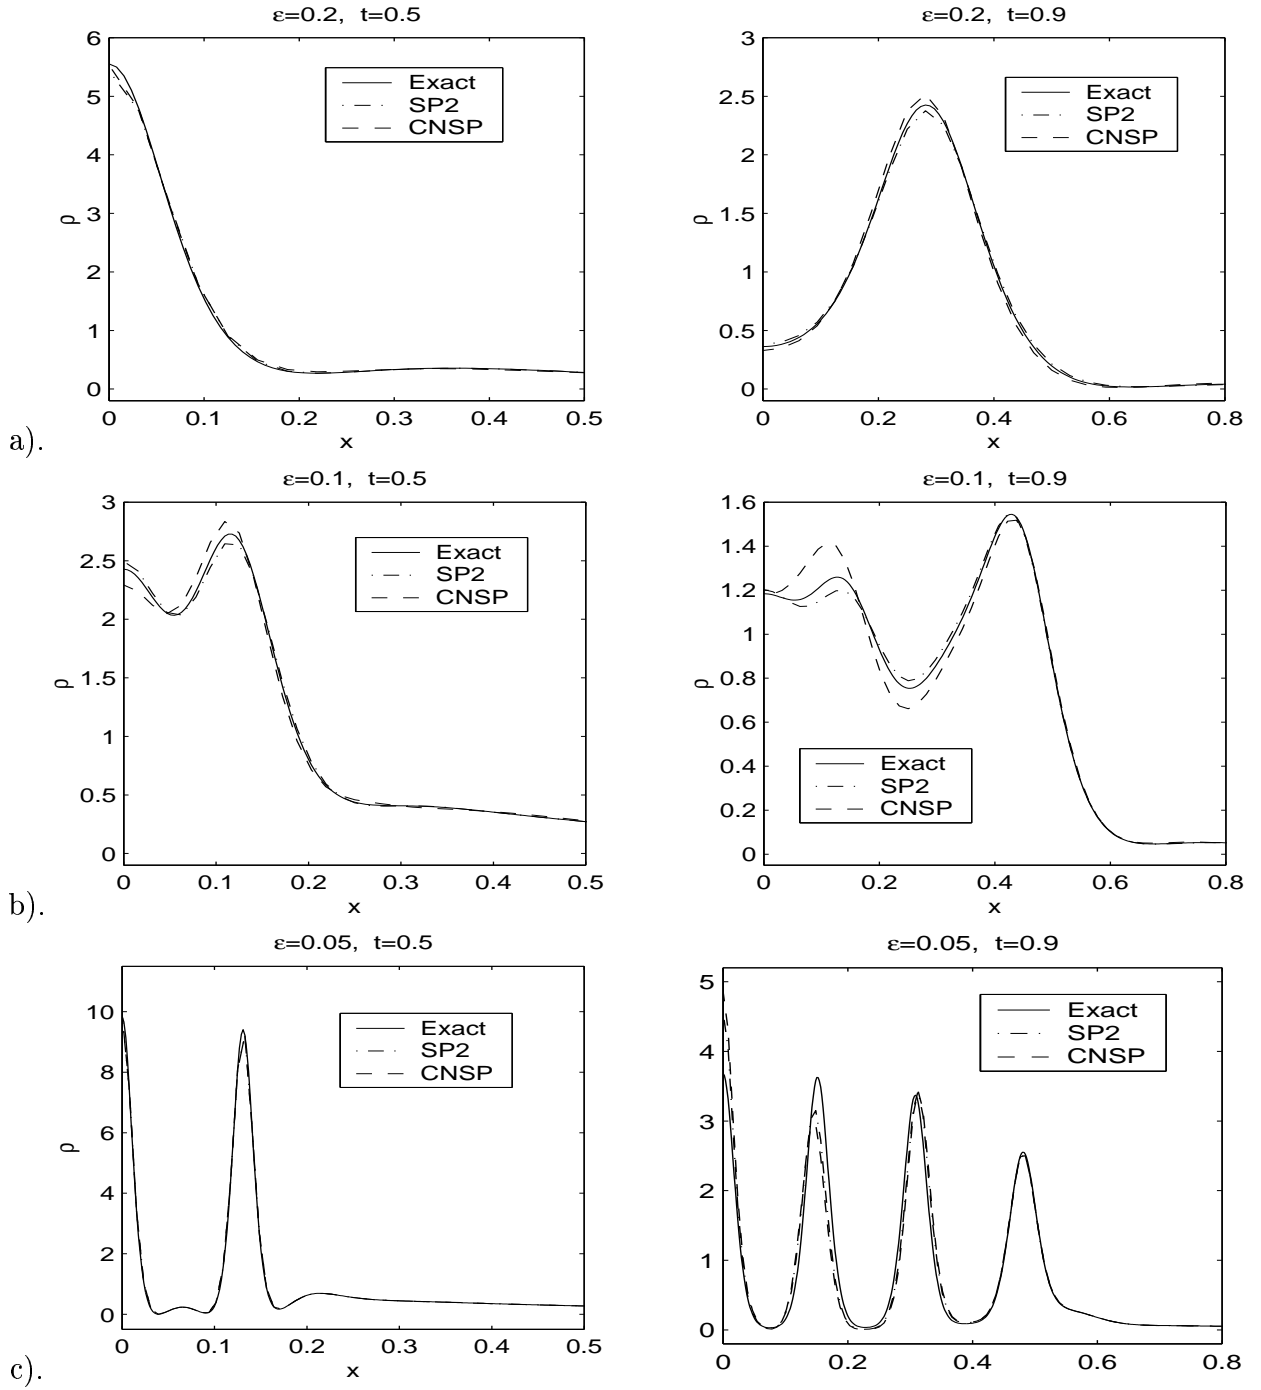 ε=0.2, t=0.5
6
5
4
3
2
1
0
ρ
0
0.1
0.2
0.3
0.4
0.5
x
Exact
SP2
CNSP
a).
ε=0.2, t=0.9
3
2.5
2
1.5
1
0.5
0
ρ
0
0.2
0.4
0.6
0.8
x
Exact
SP2
CNSP
ε=0.1, t=0.5
3
2.5
2
1.5
1
0.5
0
ρ
0
0.1
0.2
0.3
0.4
0.5
x
Exact
SP2
CNSP
b).
ε=0.1, t=0.9
1.6
1.4
1.2
1
0.8
0.6
0.4
0.2
0
ρ
0
0.2
0.4
0.6
0.8
x
Exact
SP2
CNSP
ε=0.05, t=0.5
10
8
6
4
2
0
ρ
0
0.1
0.2
0.3
0.4
0.5
x
Exact
SP2
CNSP
c).
ε=0.05, t=0.9
5
4
3
2
1
0
0
0.2
0.4
0.6
0.8
Exact
SP2
CNSP